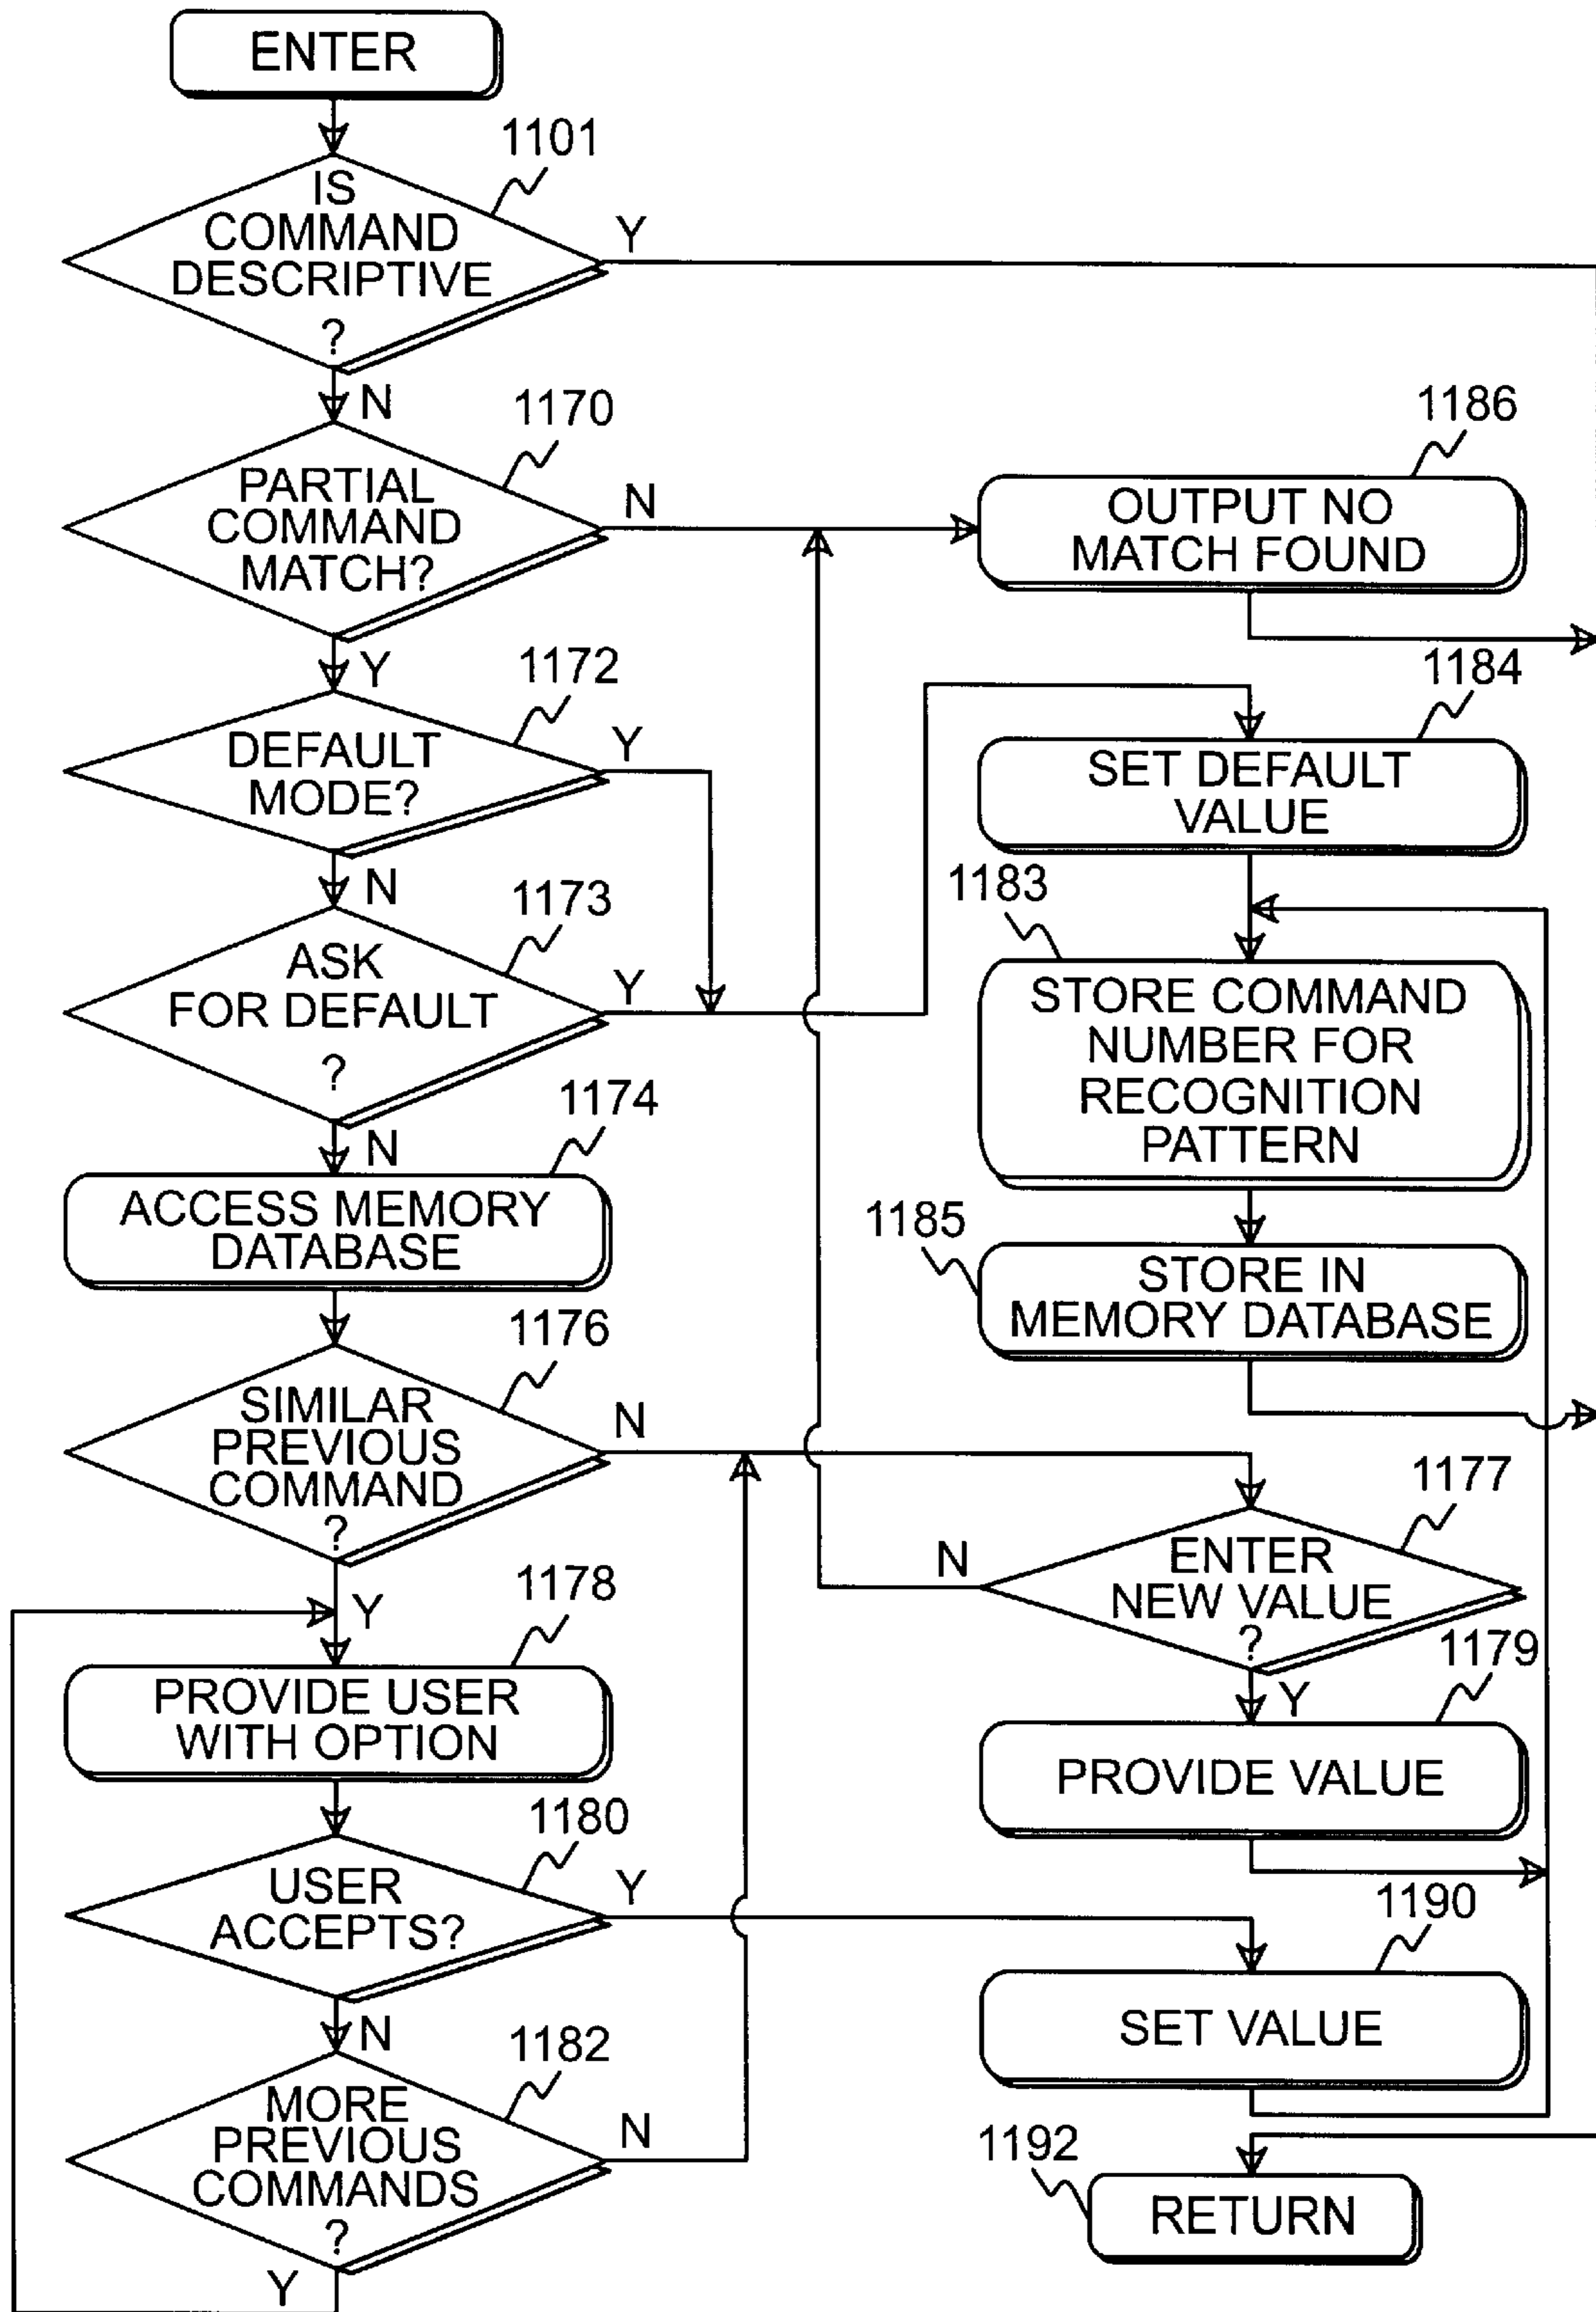 ENTER
1101
IS
COMMAND
DESCRIPTIVE
?
Y
N
1170
PARTIAL
COMMAND
MATCH?
N
Y
1186
OUTPUT NO
MATCH FOUND
1172
DEFAULT
MODE?
Y
N
1184
SET DEFAULT
VALUE
1173
ASK
FOR DEFAULT
?
Y
N
1183
STORE COMMAND
NUMBER FOR
RECOGNITION
PATTERN
1174
ACCESS MEMORY
DATABASE
1185
STORE IN
MEMORY DATABASE
1176
SIMILAR
PREVIOUS
COMMAND
?
N
Y
1177
ENTER
NEW VALUE
?
N
Y
1178
PROVIDE USER
WITH OPTION
1179
PROVIDE VALUE
1180
USER
ACCEPTS?
Y
N
1190
SET VALUE
1182
MORE
PREVIOUS
COMMANDS
?
N
Y
1192
RETURN